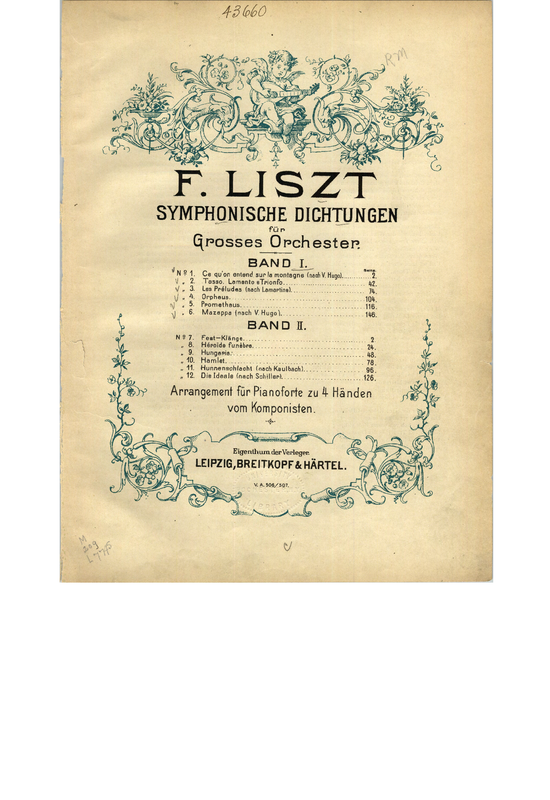 43660
RM
F. LISZT
SYMPHONISCHE DICHTUNGEN
für
Grosses Orchester.
BAND I.
Seite.
Nº 1. Ce qu'on entend sur la montagne (nach V. Hugo). 2.
„ 2. Tasso. Lamento e Trionfo. 42.
„ 3. Les Préludes (nach Lamartine). 74.
„ 4. Orpheus. 104.
„ 5. Prometheus. 116.
„ 6. Mazeppa (nach V. Hugo). 146.
BAND II.
Nº 7. Fest-Klänge. 2.
„ 8. Héroïde funèbre. 24.
„ 9. Hungaria. 48.
„ 10. Hamlet. 78.
„ 11. Hunnenschlacht (nach Kaulbach). 96.
„ 12. Die Ideale (nach Schiller). 126.
Arrangement für Pianoforte zu 4 Händen
vom Komponisten.
Eigenthum der Verleger
LEIPZIG, BREITKOPF & HÄRTEL.
V. A. 506/507.
M
209